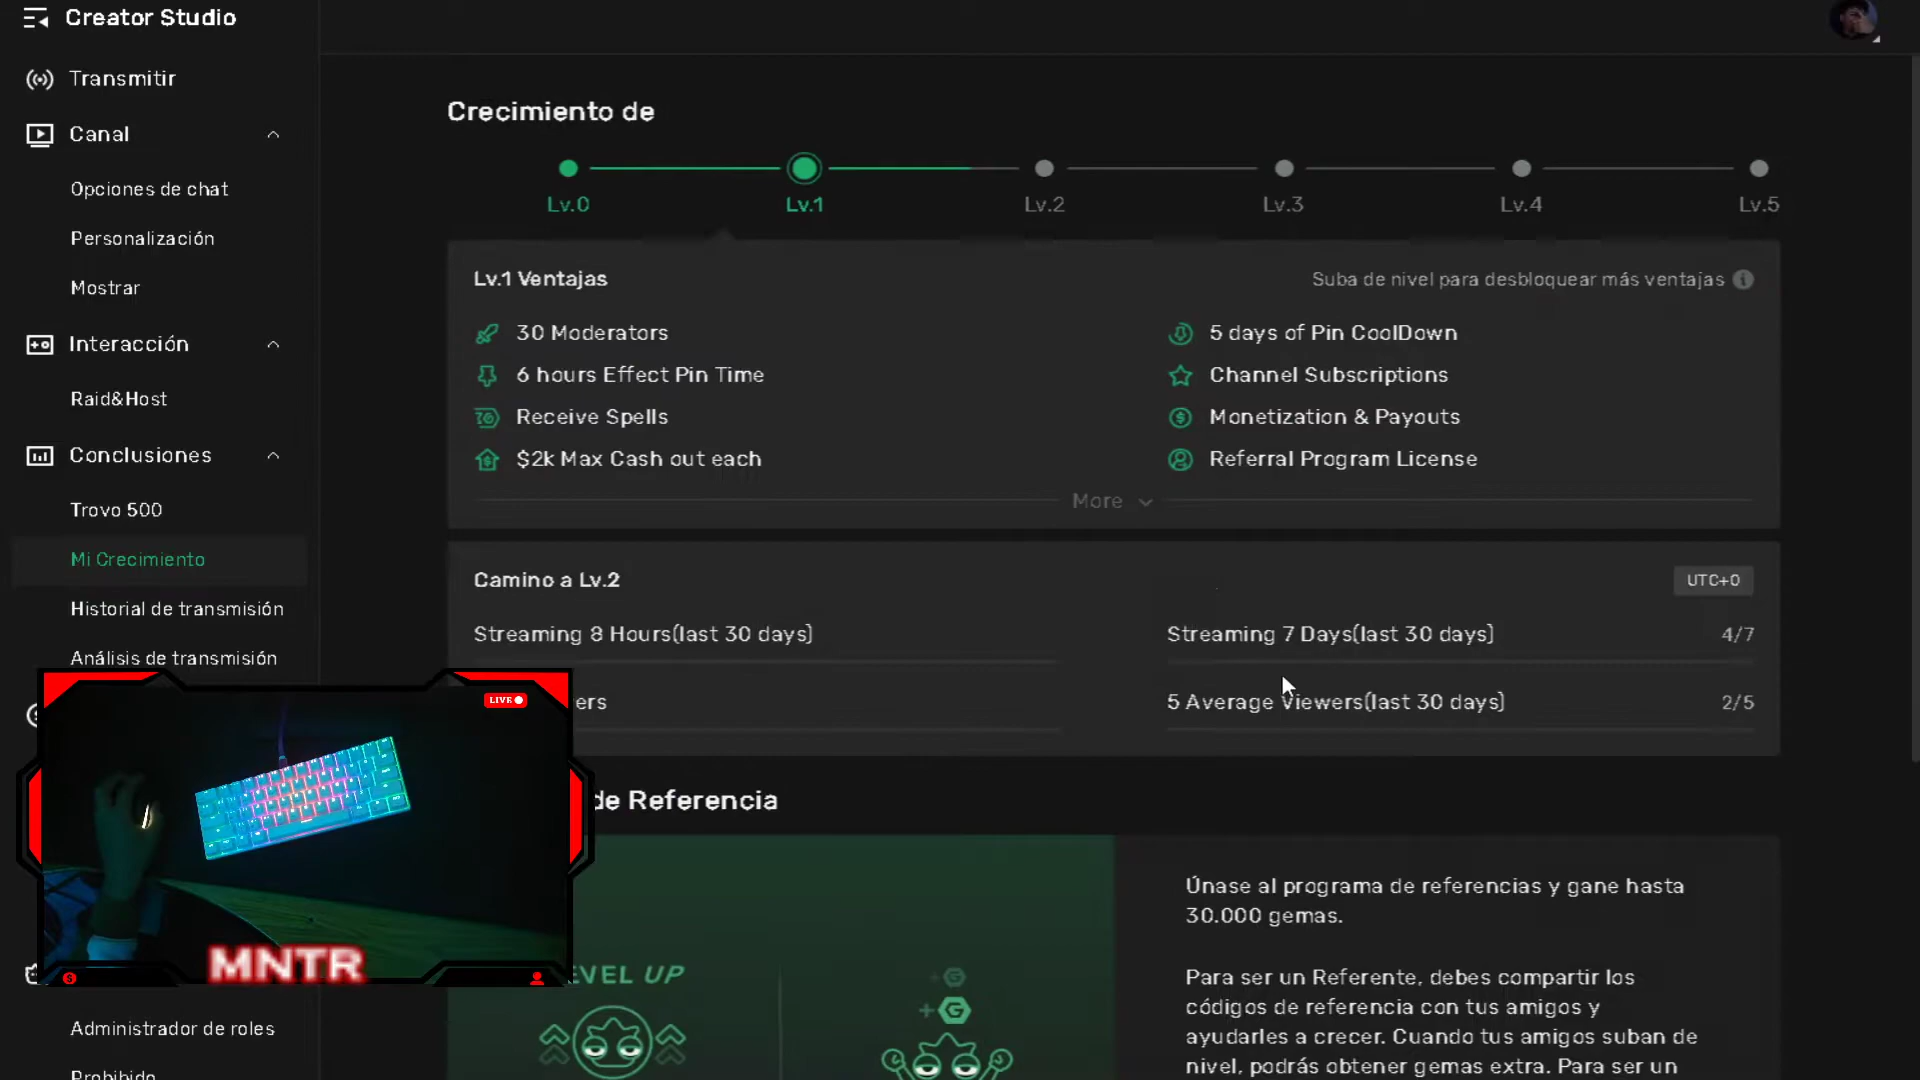 Creator Studio
Transmitir
Canal
Opciones de chat
Personalización
Mostrar
Interacción
Raid&Host
Conclusiones
Trovo 500
Mi Crecimiento
Historial de transmisión
Análisis de transmisión
LIVE
MNTR
Administrador de roles
Prohibido
Crecimiento de
Lv.0
Lv.1
Lv.2
Lv.3
Lv.4
Lv.5
Lv.1 Ventajas
Suba de nivel para desbloquear más ventajas
30 Moderators
5 days of Pin CoolDown
6 hours Effect Pin Time
Channel Subscriptions
Receive Spells
Monetization & Payouts
$2k Max Cash out each
Referral Program License
More
Camino a Lv.2
UTC+0
Streaming 8 Hours(last 30 days)
Streaming 7 Days(last 30 days) 4/7
ers
5 Average Viewers(last 30 days) 2/5
de Referencia
EVEL UP
Únase al programa de referencias y gane hasta
30.000 gemas.
Para ser un Referente, debes compartir los
códigos de referencia con tus amigos y
ayudarles a crecer. Cuando tus amigos suban de
nivel, podrás obtener gemas extra. Para ser un